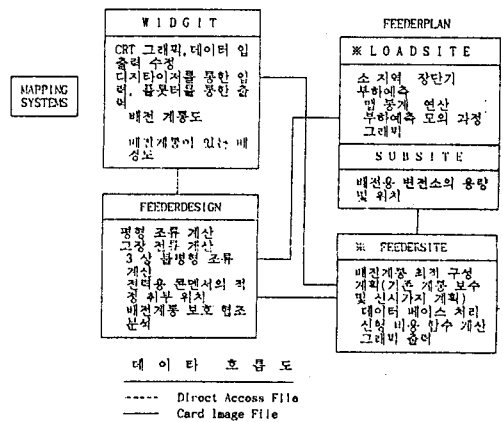 WIDGIT
CRT 그래픽, 데이터 입
출력 수정
디지타이저를 통한 입
력, 플롯터를 통한 출
력
배전 계통도
배전계통이 있는 배
경도
MAPPING
SYSTEMS
FEEDERDESIGN
평형 조류 계산
고장 전류 계산
3 상 불평형 조류
계산
전력용 콘덴서의 적
정 취부 위치
배전계통 보호 협조
분석
FEEDERPLAN
※ LOADSITE
소 지역 장단기
부하예측
맵 통계 연산
부하예측 모의 과정
그래픽
SUBSITE
배전용 변전소의 용량
및 위치
※ FEEDERSITE
배전계통 최적 구성
계획(기존 계통 보수
및 신시가지 계획)
데이터 베이스 처리
선형 비용 함수 계산
그래픽 출력
데 이 타 흐 름 도
Direct Access File
Card Image File